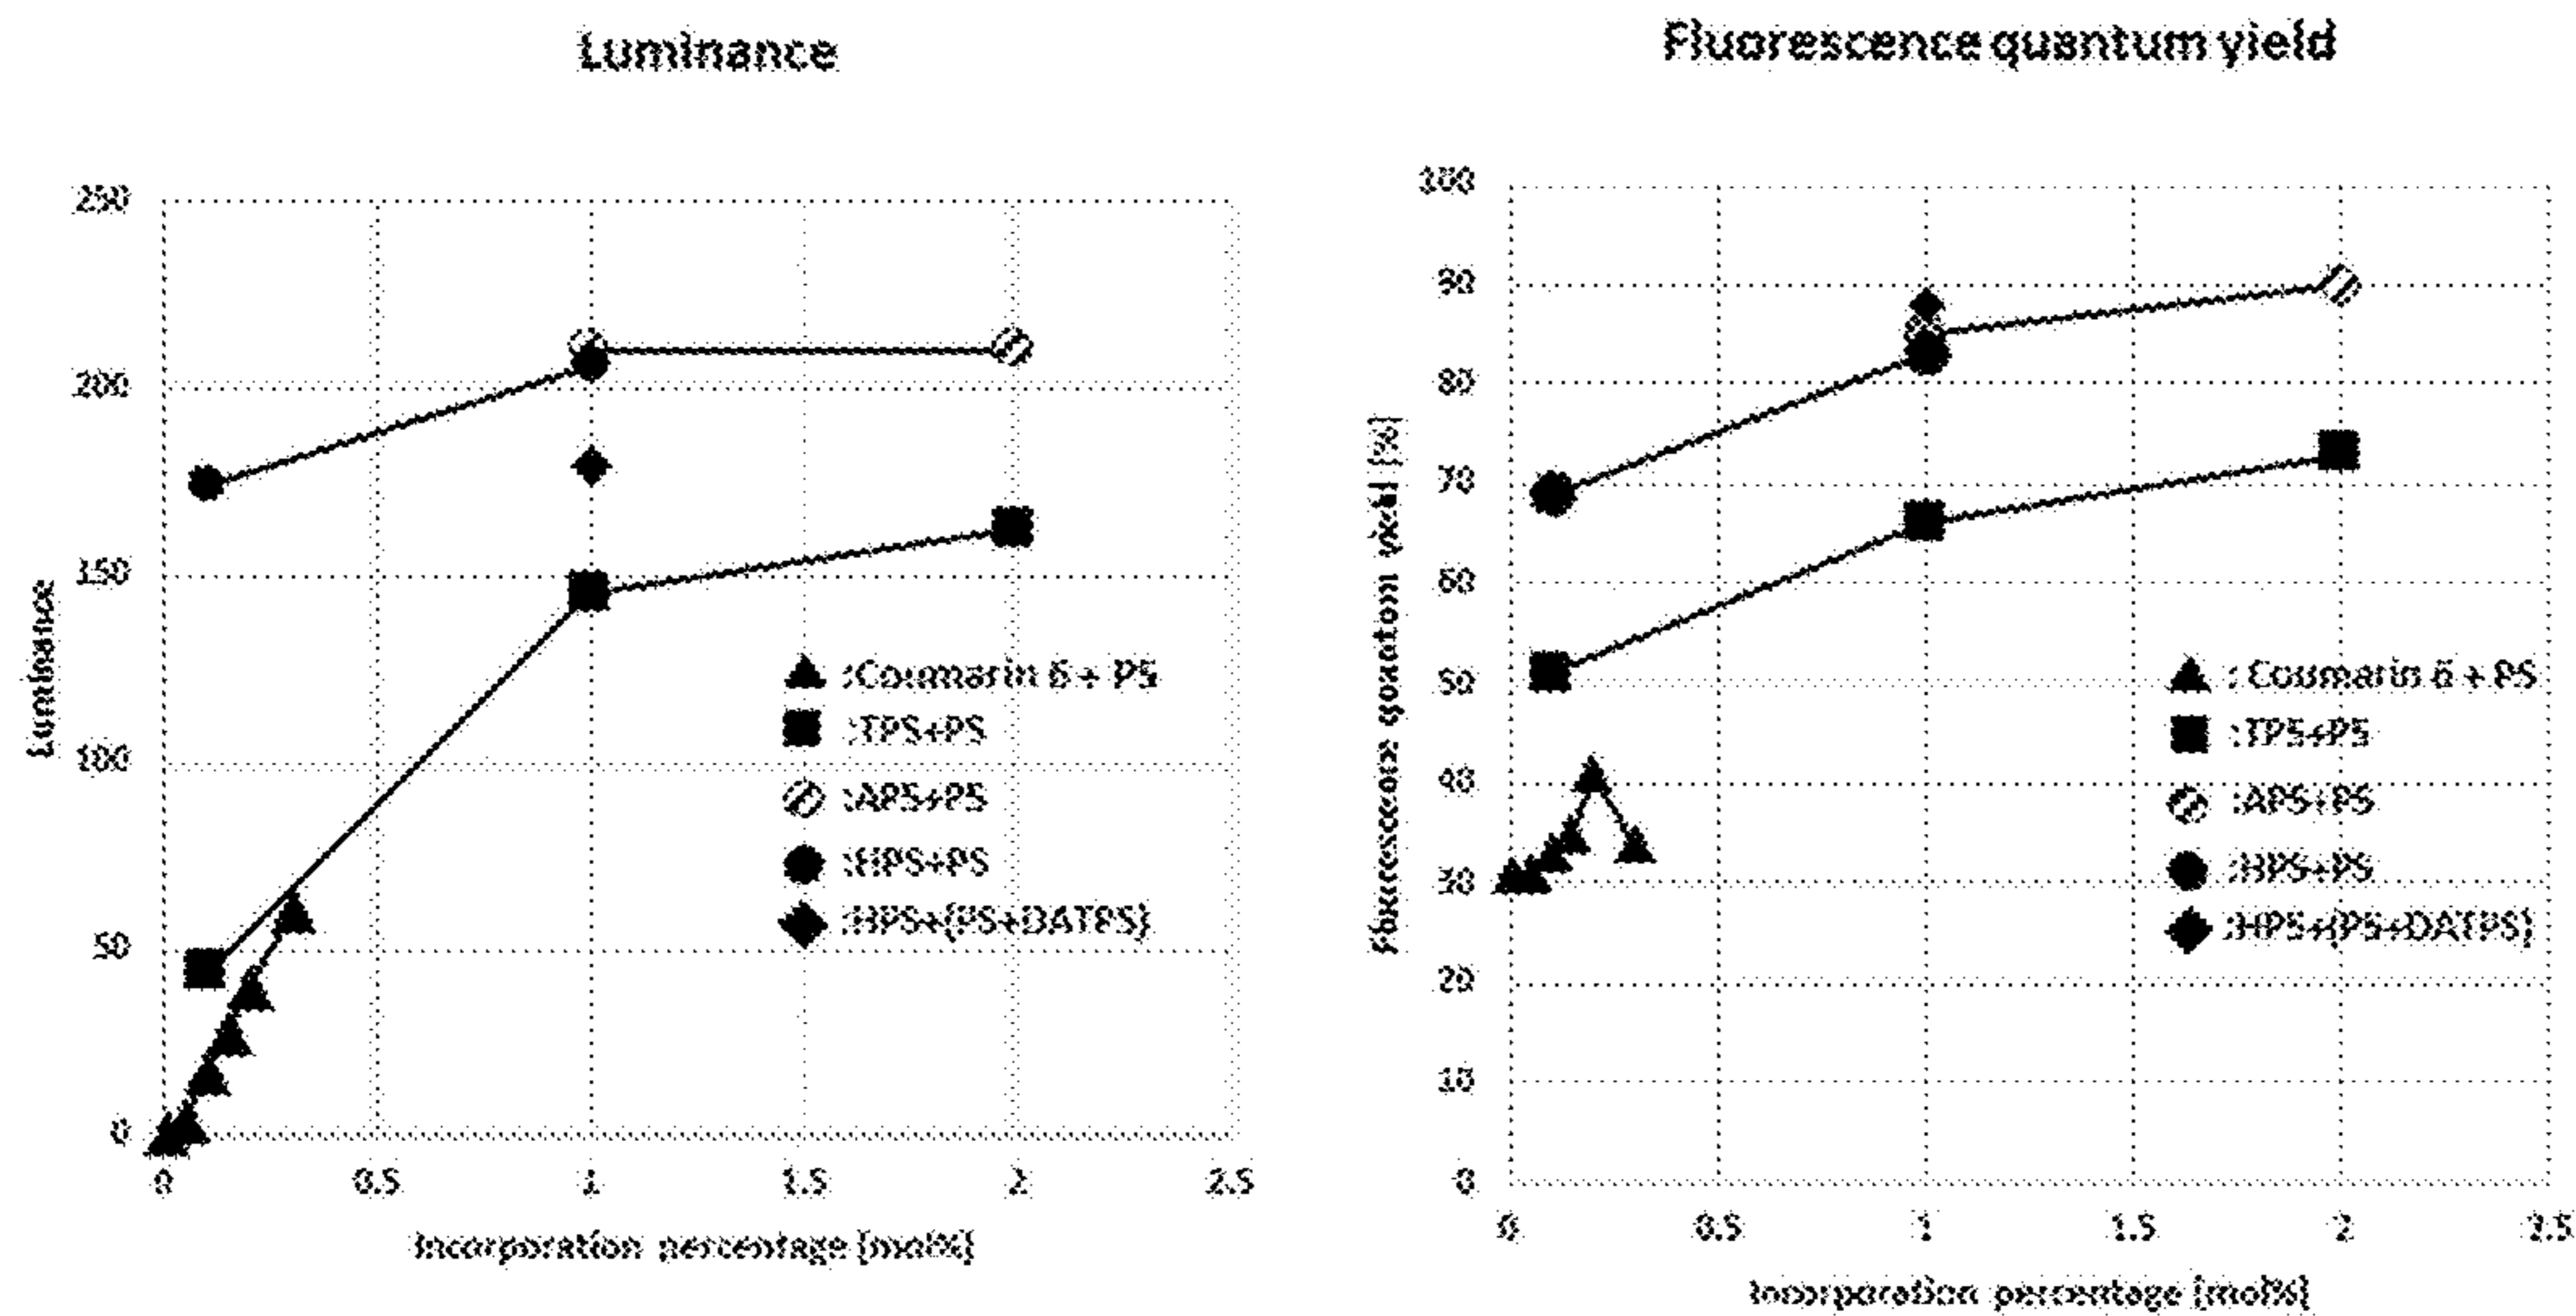 Luminance
250
200
150
100
50
0
0
0.5
1
1.5
2
2.5
Luminance
Incorporation percentage [mol%]
▲ :Coumarin 6 + PS
■ :TPS+PS
:APS+PS
● :HPS+PS
◆ :HPS+(PS+DATPS)
Fluorescence quantum yield
100
90
80
70
60
50
40
30
20
10
0
0
0.5
1
1.5
2
2.5
yield [%]
Incorporation percentage [mol%]
▲ : Coumarin 6 + PS
■ :TPS+PS
:APS+PS
● :HPS+PS
◆ :HPS+(PS+DATPS)